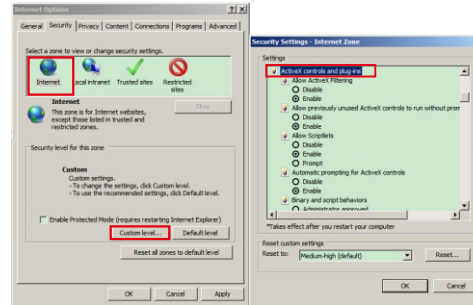 Internet Options
General Security Privacy Content Connections Programs Advanced
Select a zone to view or change security settings.
Internet Local intranet Trusted sites Restricted sites
Internet
Sites
This zone is for Internet websites,
except those listed in trusted and
restricted zones.
Security level for this zone
Custom
Custom settings.
- To change the settings, click Custom level.
- To use the recommended settings, click Default level.
Enable Protected Mode (requires restarting Internet Explorer)
Custom level... Default level
Reset all zones to default level
OK Cancel Apply
Security Settings - Internet Zone
Settings
ActiveX controls and plug-ins
Allow ActiveX Filtering
Disable
Enable
Allow previously unused ActiveX controls to run without prom
Disable
Enable
Allow Scriptlets
Disable
Enable
Prompt
Automatic prompting for ActiveX controls
Disable
Enable
Binary and script behaviors
Administrator approved
*Takes effect after you restart your computer
Reset custom settings
Reset to: Medium-high (default) Reset...
OK Cancel